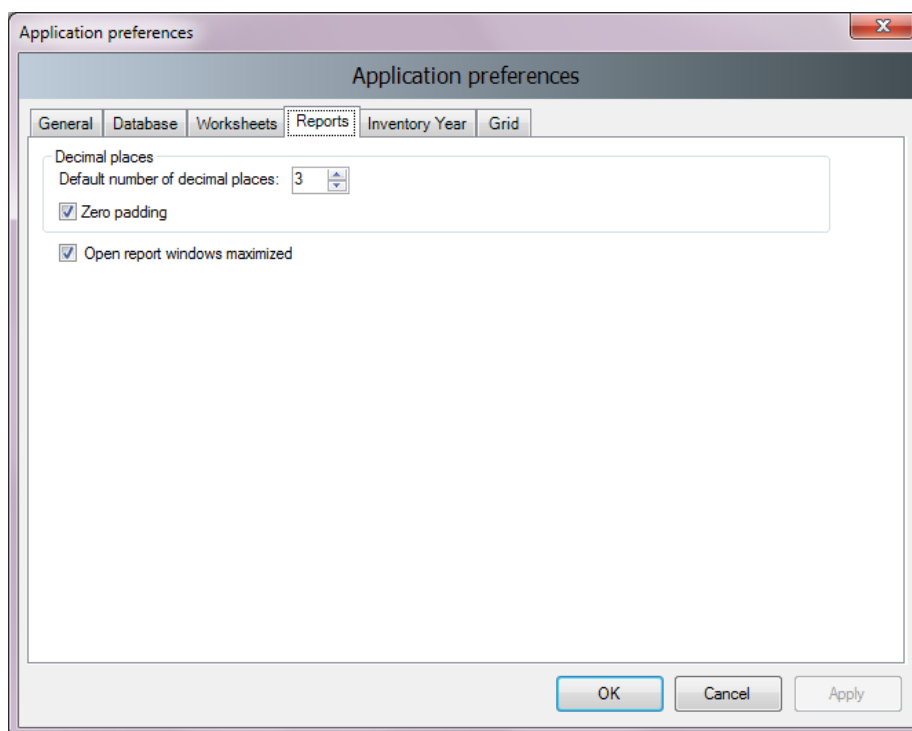 Application preferences
Application preferences
General Database Worksheets Reports Inventory Year Grid
Decimal places
Default number of decimal places: 3
Zero padding
Open report windows maximized
OK Cancel Apply